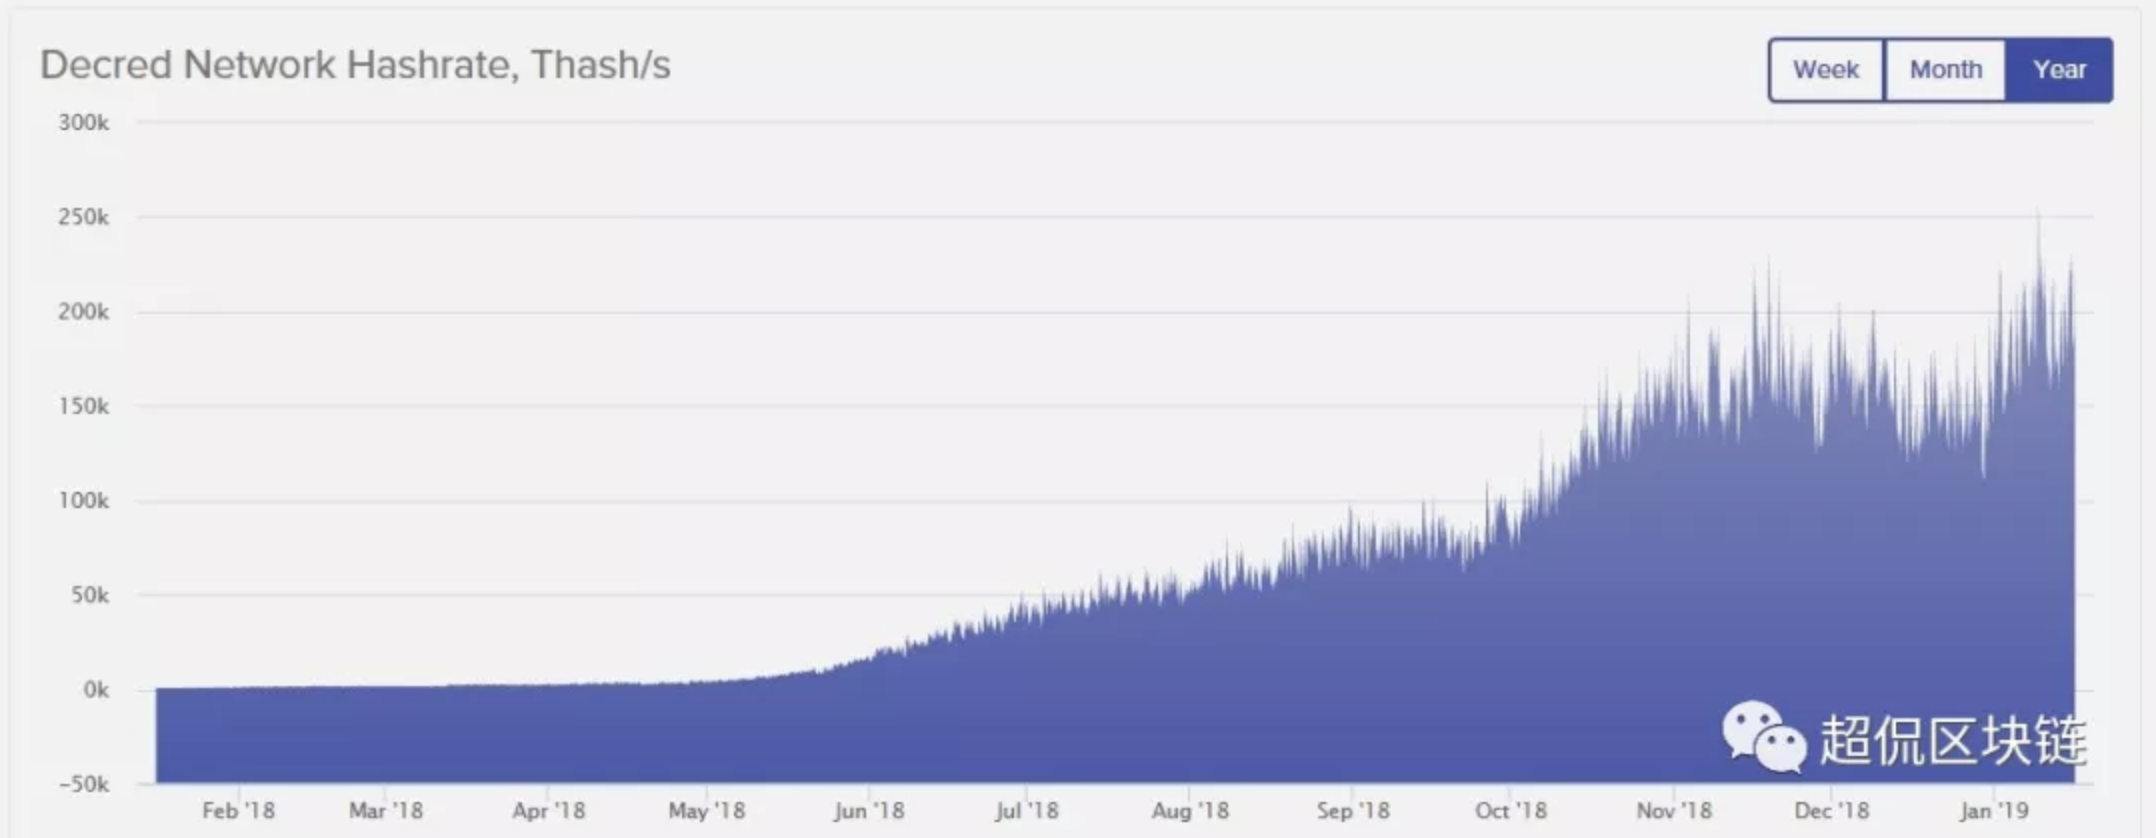 Decred Network Hashrate, Thash/s
Week Month Year
300k
250k
200k
150k
100k
50k
0k
-50k
Feb '18 Mar '18 Apr '18 May '18 Jun '18 Jul '18 Aug '18 Sep '18 Oct '18 Nov '18 Dec '18 Jan '19
超侃区块链